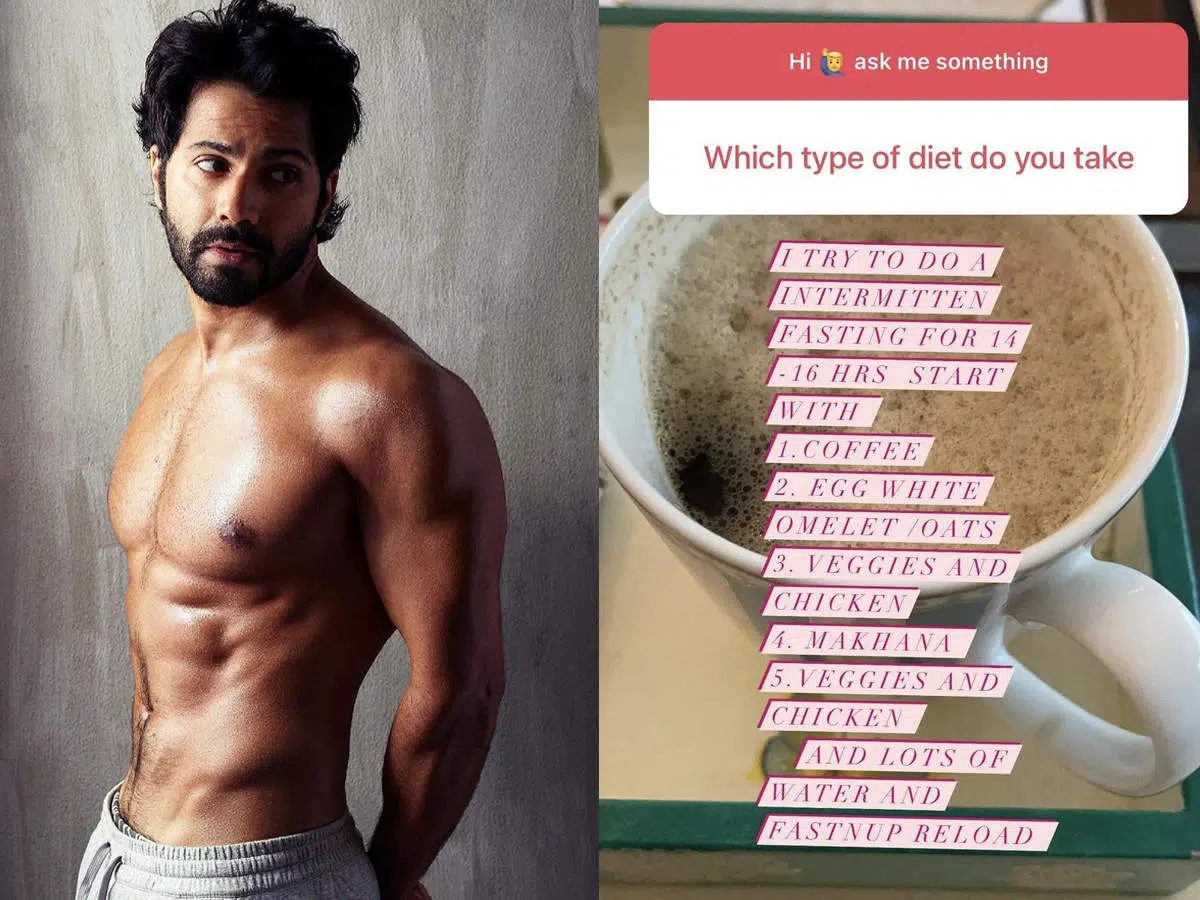 Hi 🙋‍♂️ ask me something
Which type of diet do you take
I TRY TO DO A
INTERMITTEN
FASTING FOR 14
-16 HRS START
WITH
1.COFFEE
2. EGG WHITE
OMELET /OATS
3. VEGGIES AND
CHICKEN
4. MAKHANA
5.VEGGIES AND
CHICKEN
AND LOTS OF
WATER AND
FASTNUP RELOAD